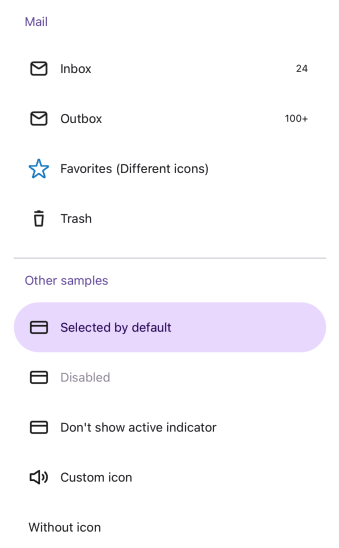 Mail
Inbox 24
Outbox 100+
Favorites (Different icons)
Trash
Other samples
Selected by default
Disabled
Don't show active indicator
Custom icon
Without icon